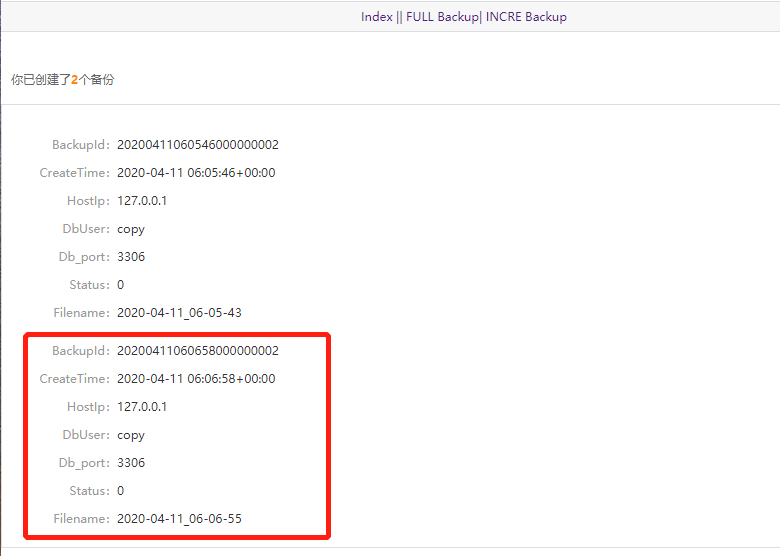 Index || FULL Backup| INCRE Backup
你已创建了2个备份
BackupId: 20200411060546000000002
CreateTime: 2020-04-11 06:05:46+00:00
HostIp: 127.0.0.1
DbUser: copy
Db_port: 3306
Status: 0
Filename: 2020-04-11_06-05-43
BackupId: 20200411060658000000002
CreateTime: 2020-04-11 06:06:58+00:00
HostIp: 127.0.0.1
DbUser: copy
Db_port: 3306
Status: 0
Filename: 2020-04-11_06-06-55